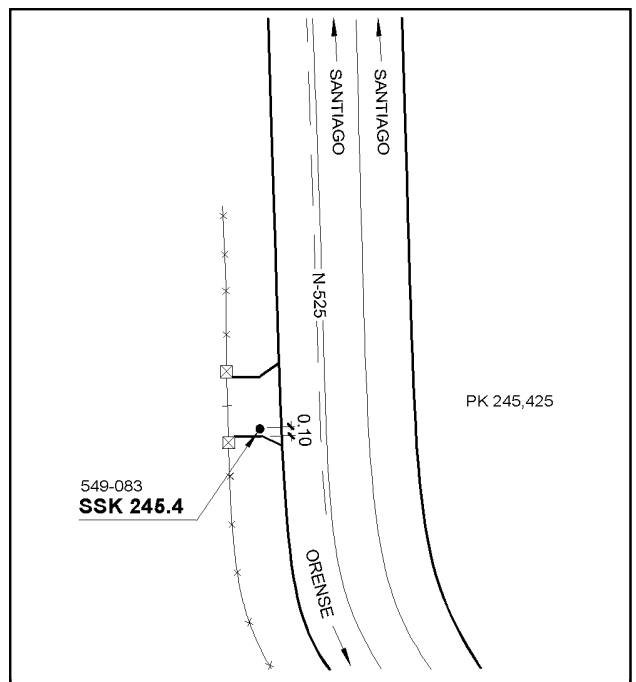 SANTIAGO
SANTIAGO
N-525
PK 245,425
0.10
549-083
SSK 245.4
ORENSE